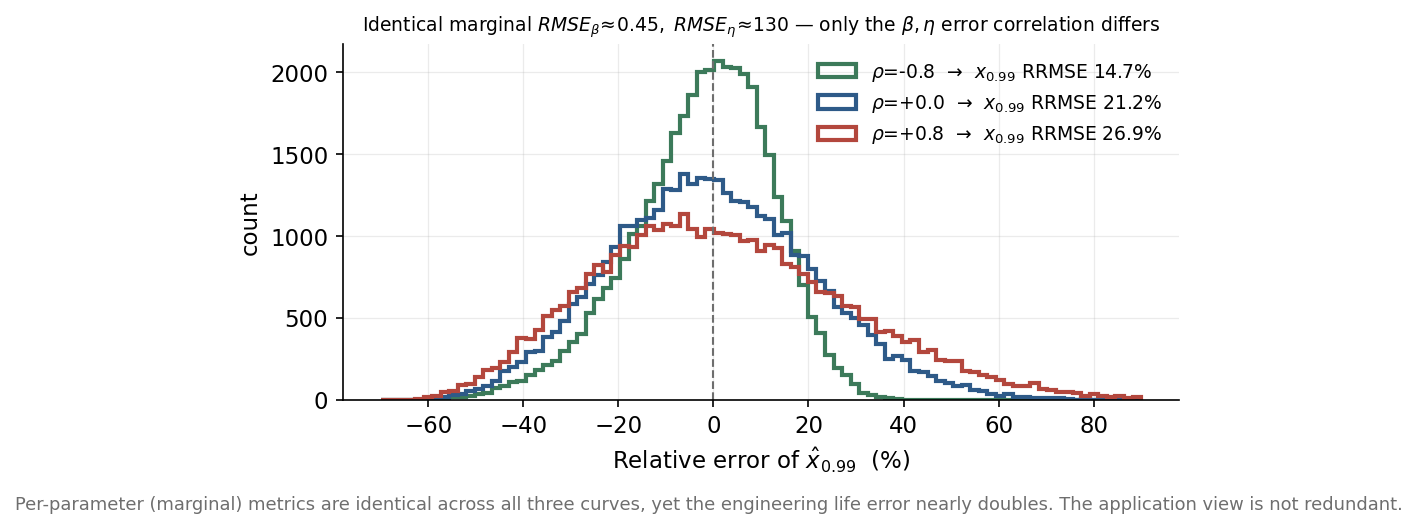 Identical marginal RMSE_β≈0.45, RMSE_η≈130 — only the β, η error correlation differs
ρ=-0.8 → x_0.99 RRMSE 14.7%
ρ=+0.0 → x_0.99 RRMSE 21.2%
ρ=+0.8 → x_0.99 RRMSE 26.9%
count
2000
1500
1000
500
0
−60 −40 −20 0 20 40 60 80
Relative error of x̂_0.99 (%)
Per-parameter (marginal) metrics are identical across all three curves, yet the engineering life error nearly doubles. The application view is not redundant.